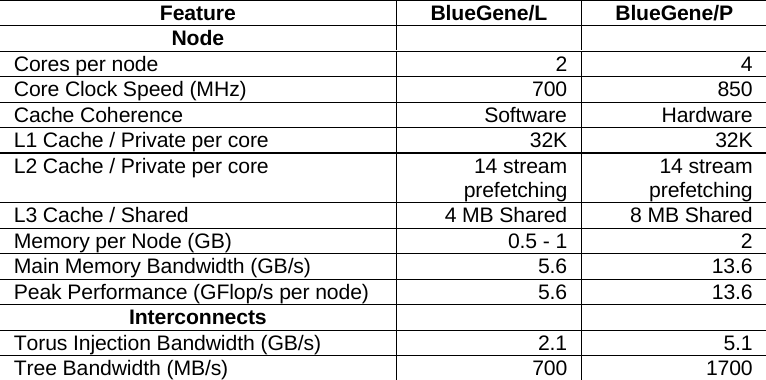 Feature BlueGene/L BlueGene/P
Node
Cores per node 2 4
Core Clock Speed (MHz) 700 850
Cache Coherence Software Hardware
L1 Cache / Private per core 32K 32K
L2 Cache / Private per core 14 stream 14 stream
prefetching prefetching
L3 Cache / Shared 4 MB Shared 8 MB Shared
Memory per Node (GB) 0.5 - 1 2
Main Memory Bandwidth (GB/s) 5.6 13.6
Peak Performance (GFlop/s per node) 5.6 13.6
Interconnects
Torus Injection Bandwidth (GB/s) 2.1 5.1
Tree Bandwidth (MB/s) 700 1700